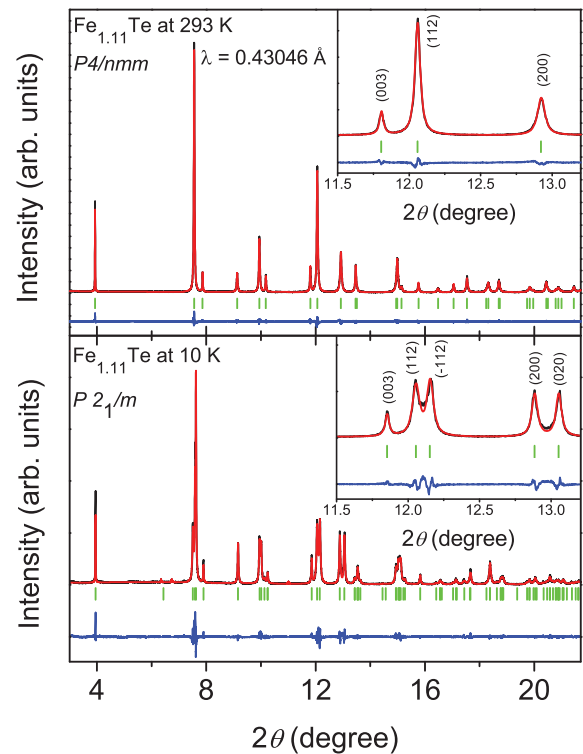 Fe1.11Te at 293 K
P4/nmm
λ = 0.43046 Å
(003)
(112)
(200)
11.5 12.0 12.5 13.0
2θ (degree)
Intensity (arb. units)
Fe1.11Te at 10 K
P 21/m
(003)
(112)
(-112)
(200)
(020)
11.5 12.0 12.5 13.0
2θ (degree)
Intensity (arb. units)
4 8 12 16 20
2θ (degree)